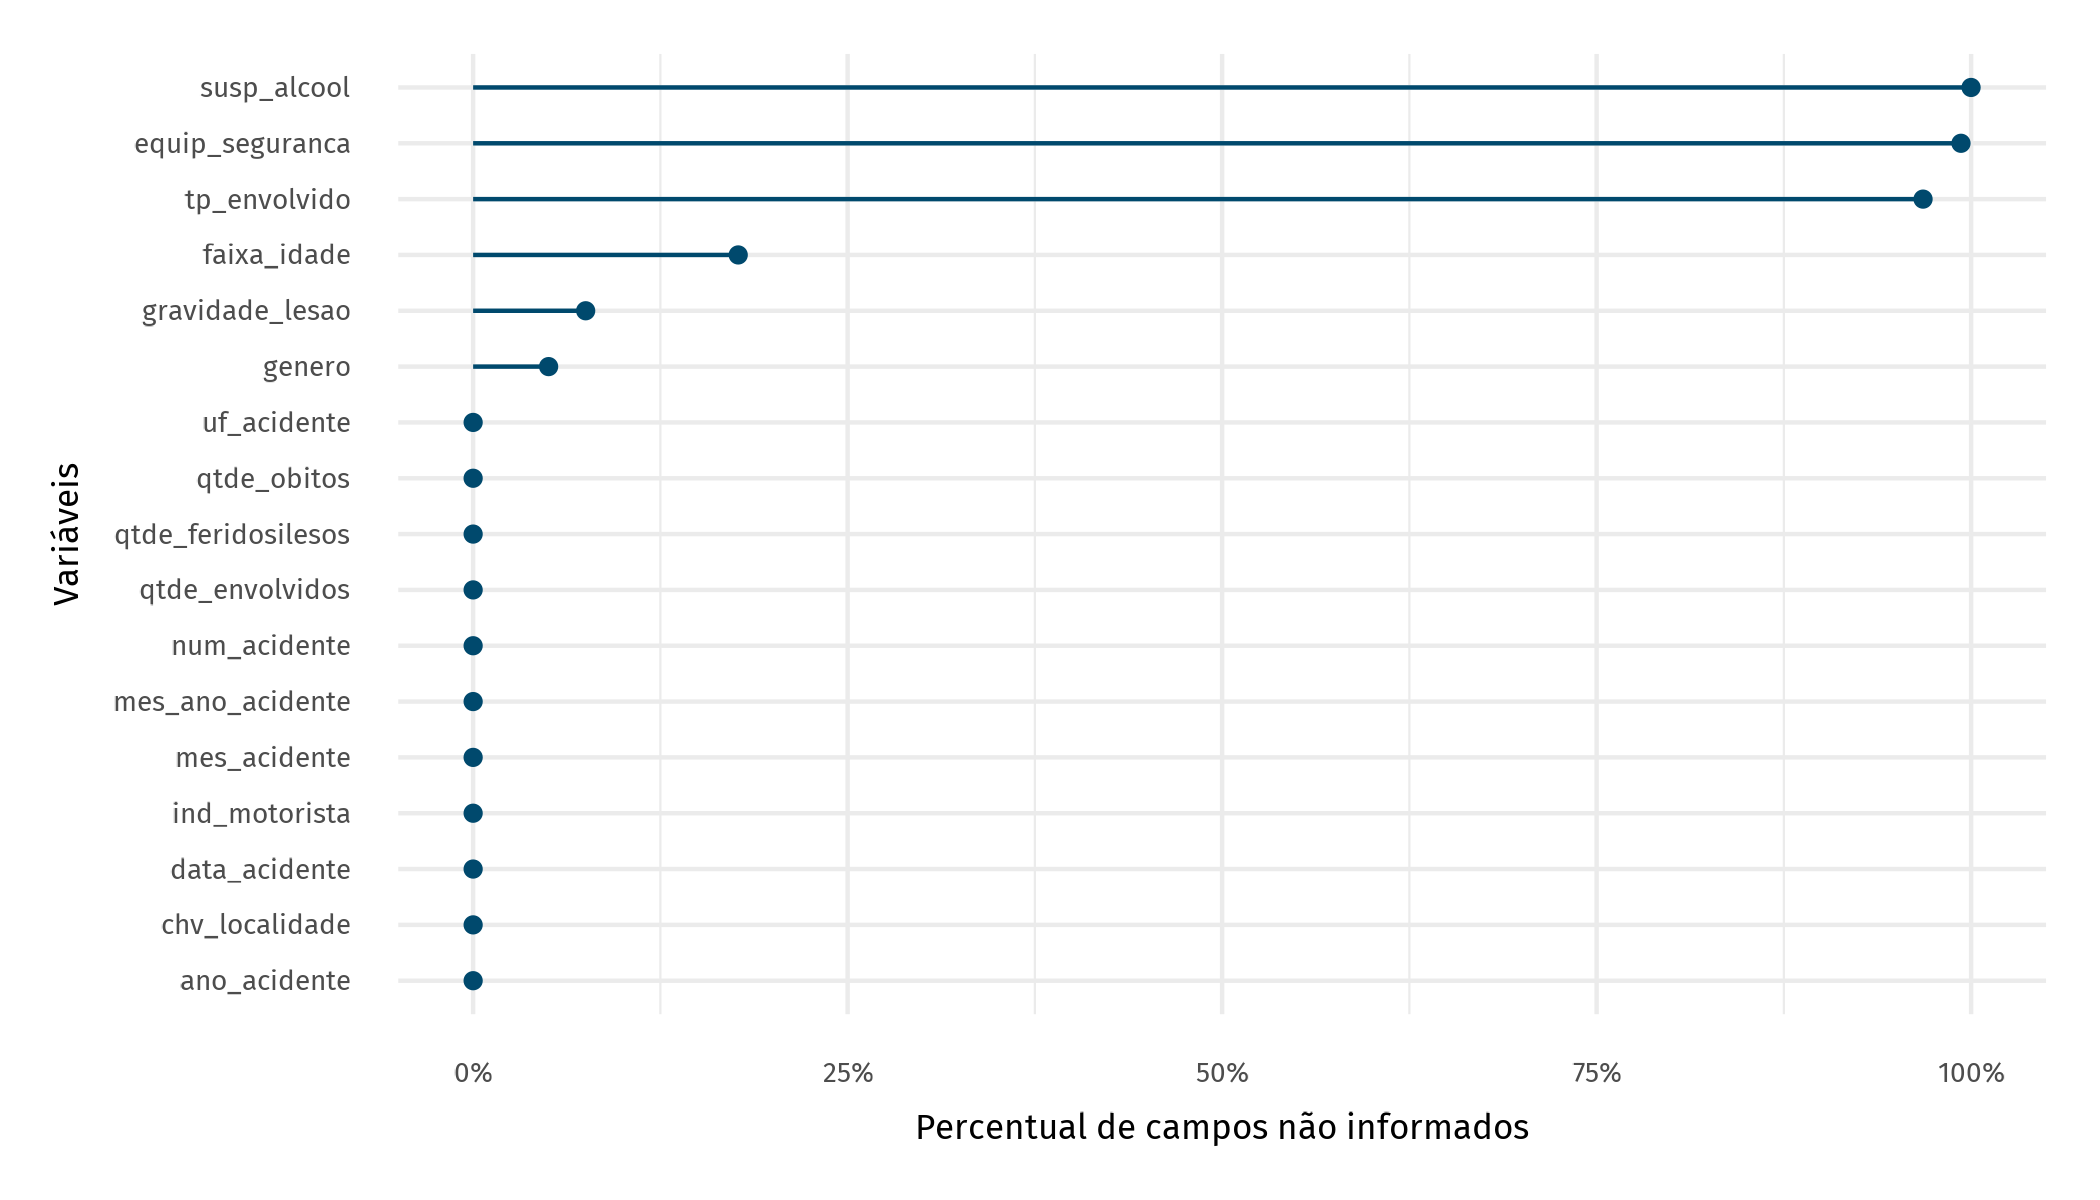 susp_alcool
equip_seguranca
tp_envolvido
faixa_idade
gravidade_lesao
genero
uf_acidente
qtde_obitos
qtde_feridosilesos
qtde_envolvidos
num_acidente
mes_ano_acidente
mes_acidente
ind_motorista
data_acidente
chv_localidade
ano_acidente
Variáveis
0% 25% 50% 75% 100%
Percentual de campos não informados